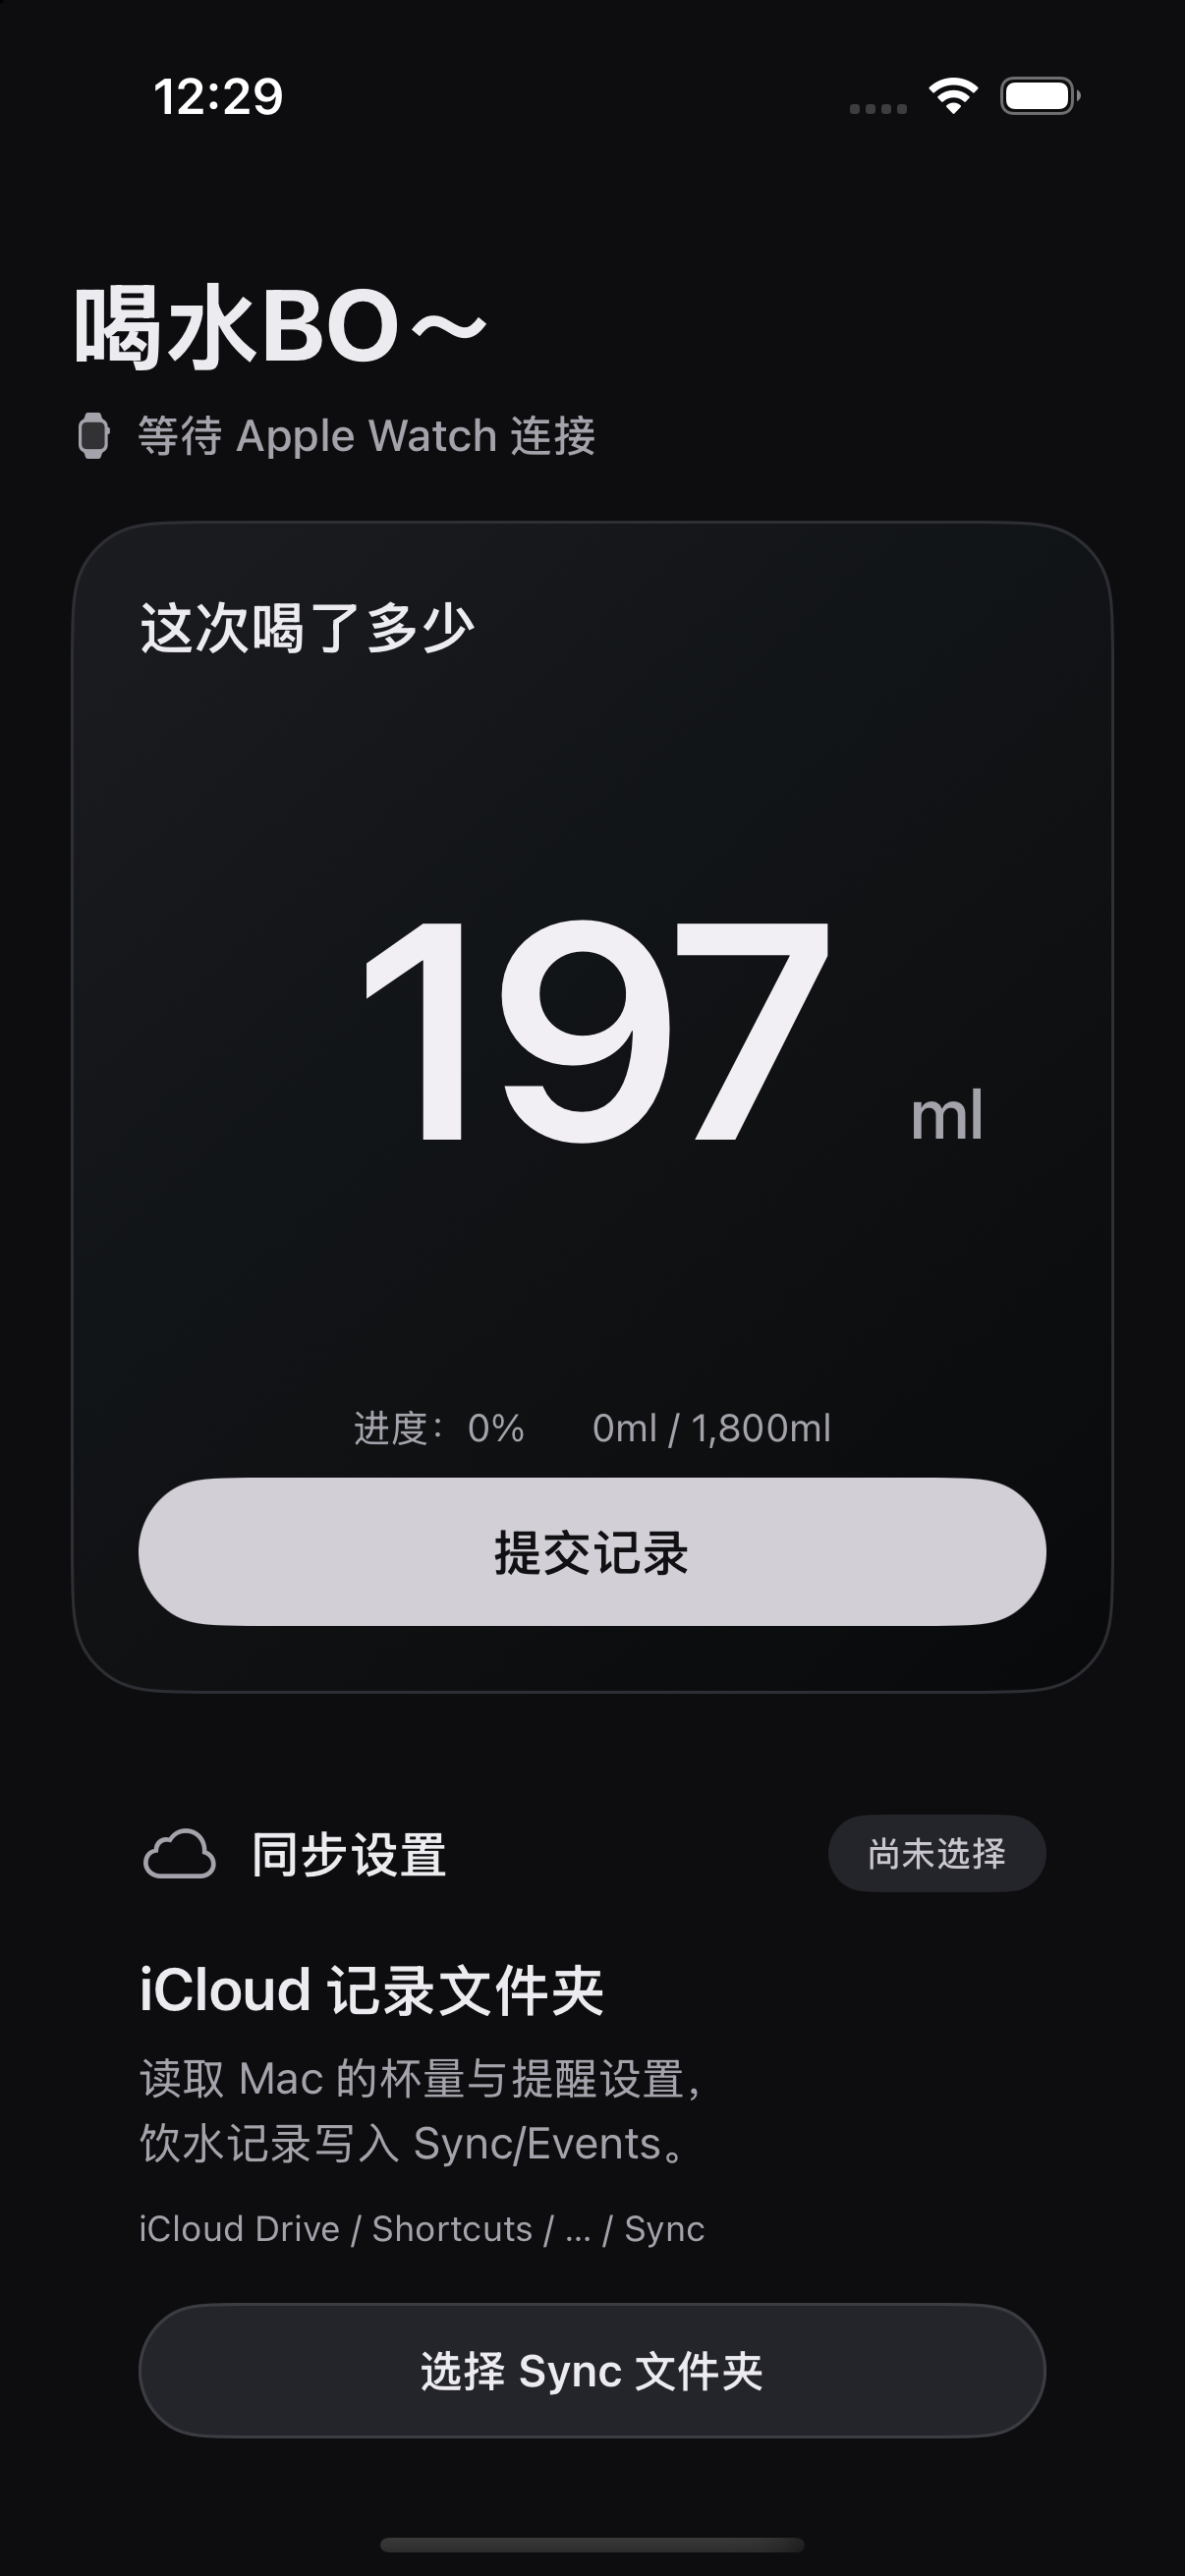 12:29
喝水BO～
等待 Apple Watch 连接
这次喝了多少
197 ml
进度：0% 0ml / 1,800ml
提交记录
同步设置 尚未选择
iCloud 记录文件夹
读取 Mac 的杯量与提醒设置，
饮水记录写入 Sync/Events。
iCloud Drive / Shortcuts / ... / Sync
选择 Sync 文件夹